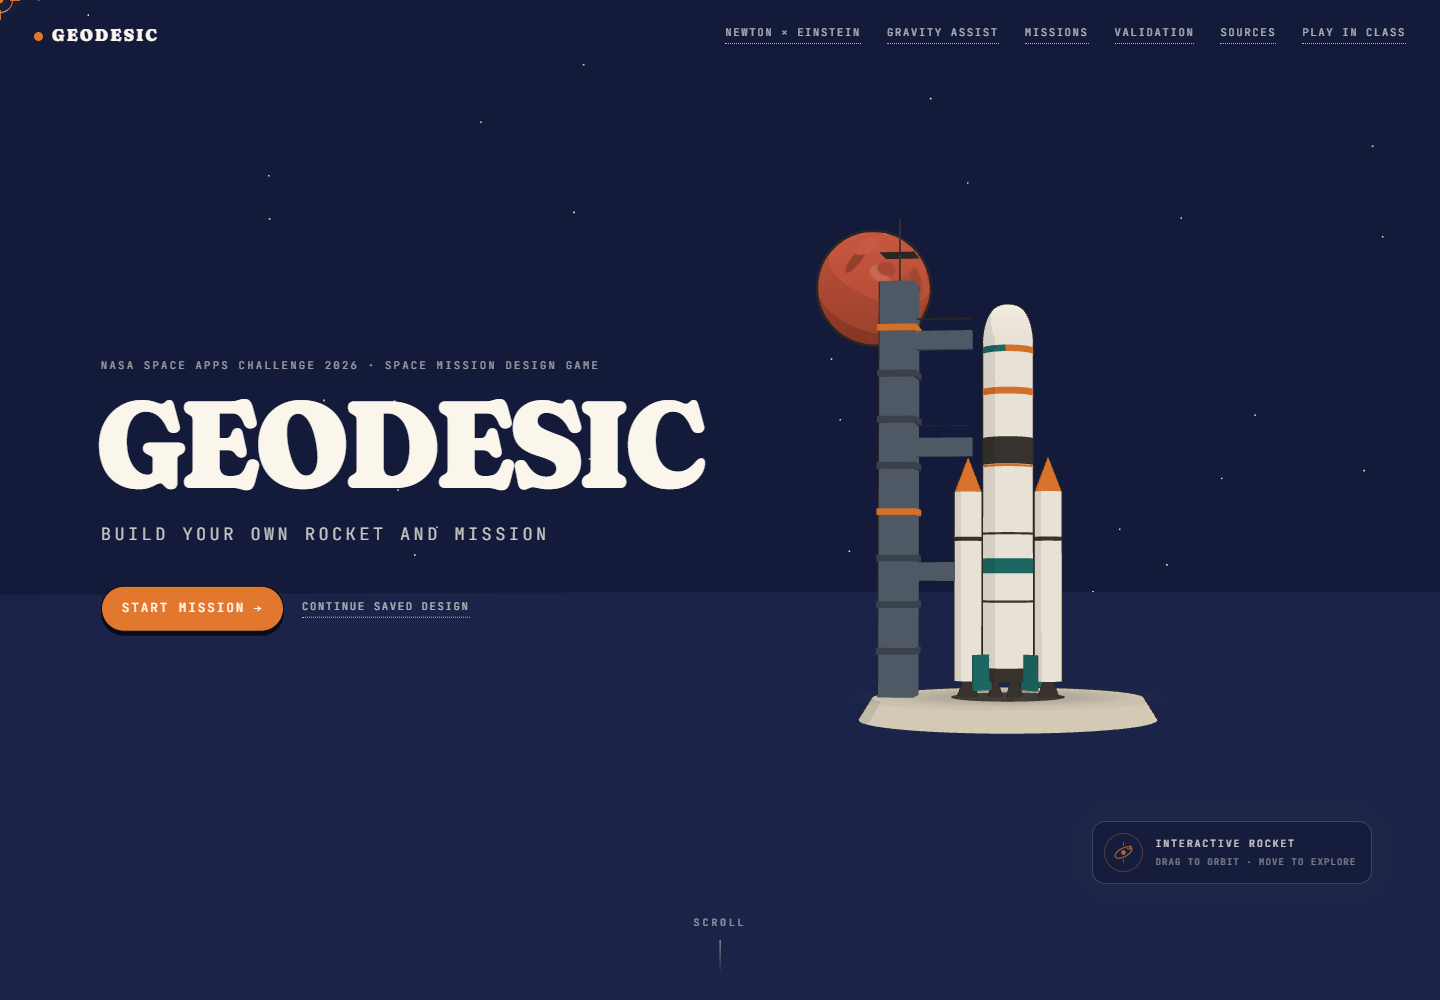 GEODESIC
NEWTON × EINSTEIN GRAVITY ASSIST MISSIONS VALIDATION SOURCES PLAY IN CLASS
NASA SPACE APPS CHALLENGE 2026 · SPACE MISSION DESIGN GAME
GEODESIC
BUILD YOUR OWN ROCKET AND MISSION
START MISSION → CONTINUE SAVED DESIGN
INTERACTIVE ROCKET
DRAG TO ORBIT · MOVE TO EXPLORE
SCROLL